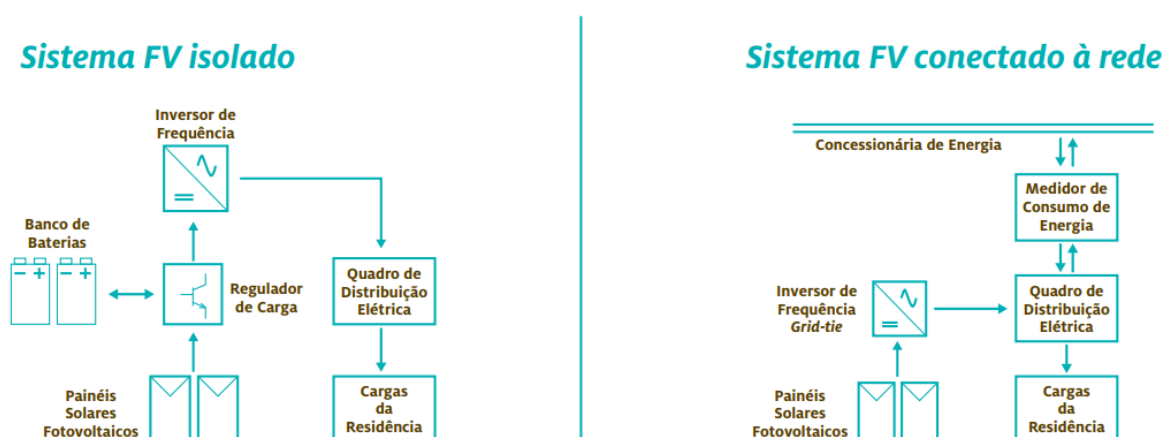 Sistema FV isolado
Inversor de
Frequência
Banco de
Baterias
- + - +
Regulador
de Carga
Quadro de
Distribuição
Elétrica
Painéis
Solares
Fotovoltaicos
Cargas
da
Residência
Sistema FV conectado à rede
Concessionária de Energia
Medidor de
Consumo de
Energia
Inversor de
Frequência
Grid-tie
Quadro de
Distribuição
Elétrica
Painéis
Solares
Fotovoltaicos
Cargas
da
Residência